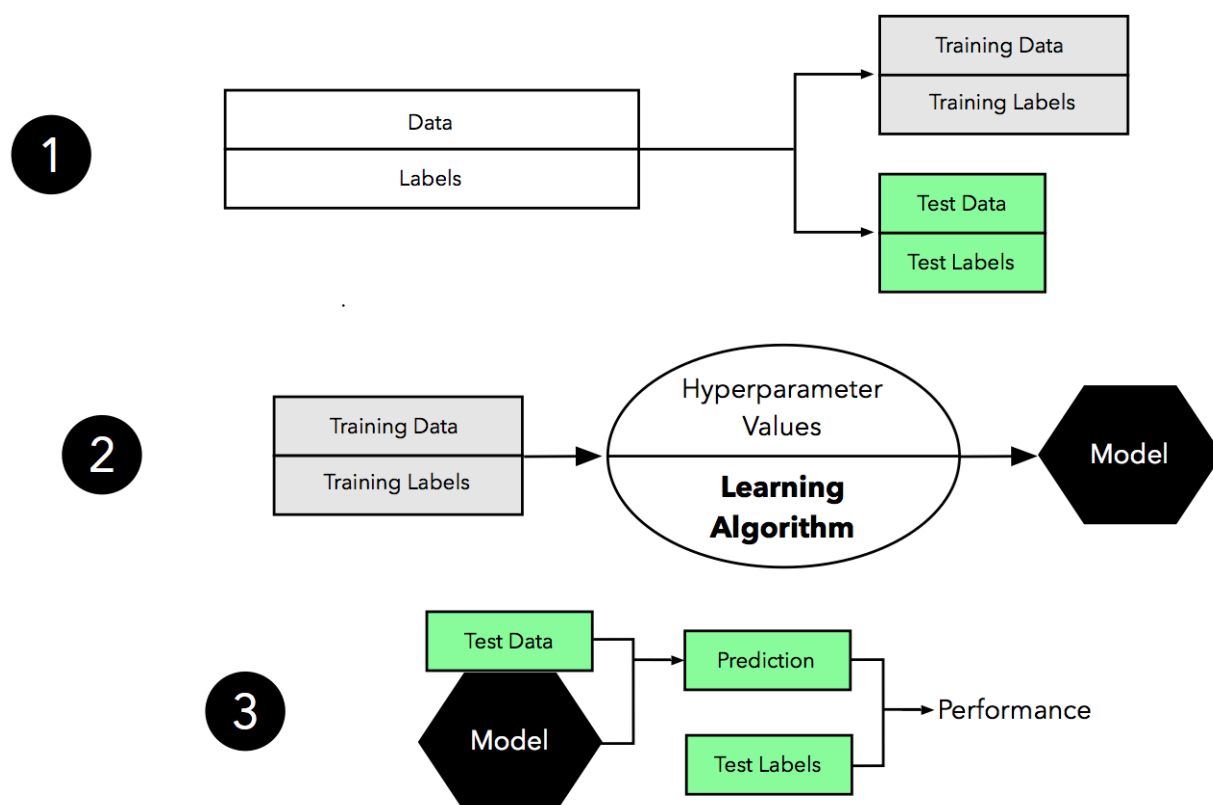 1
Data
Labels
Training Data
Training Labels
Test Data
Test Labels
2
Training Data
Training Labels
Hyperparameter
Values
Learning
Algorithm
Model
3
Test Data
Model
Prediction
Test Labels
Performance